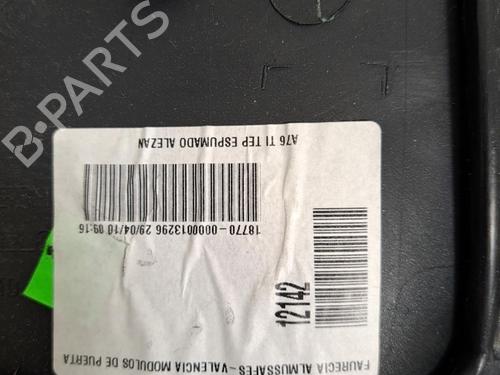 B-PARTS
FAURECIA ALMUSSAFES-VALENCIA MODULOS DE PUERTA
12142
18770-0000013296 29/04/10 09:16
A76 TI TEP ESPUMADO ALEZAN